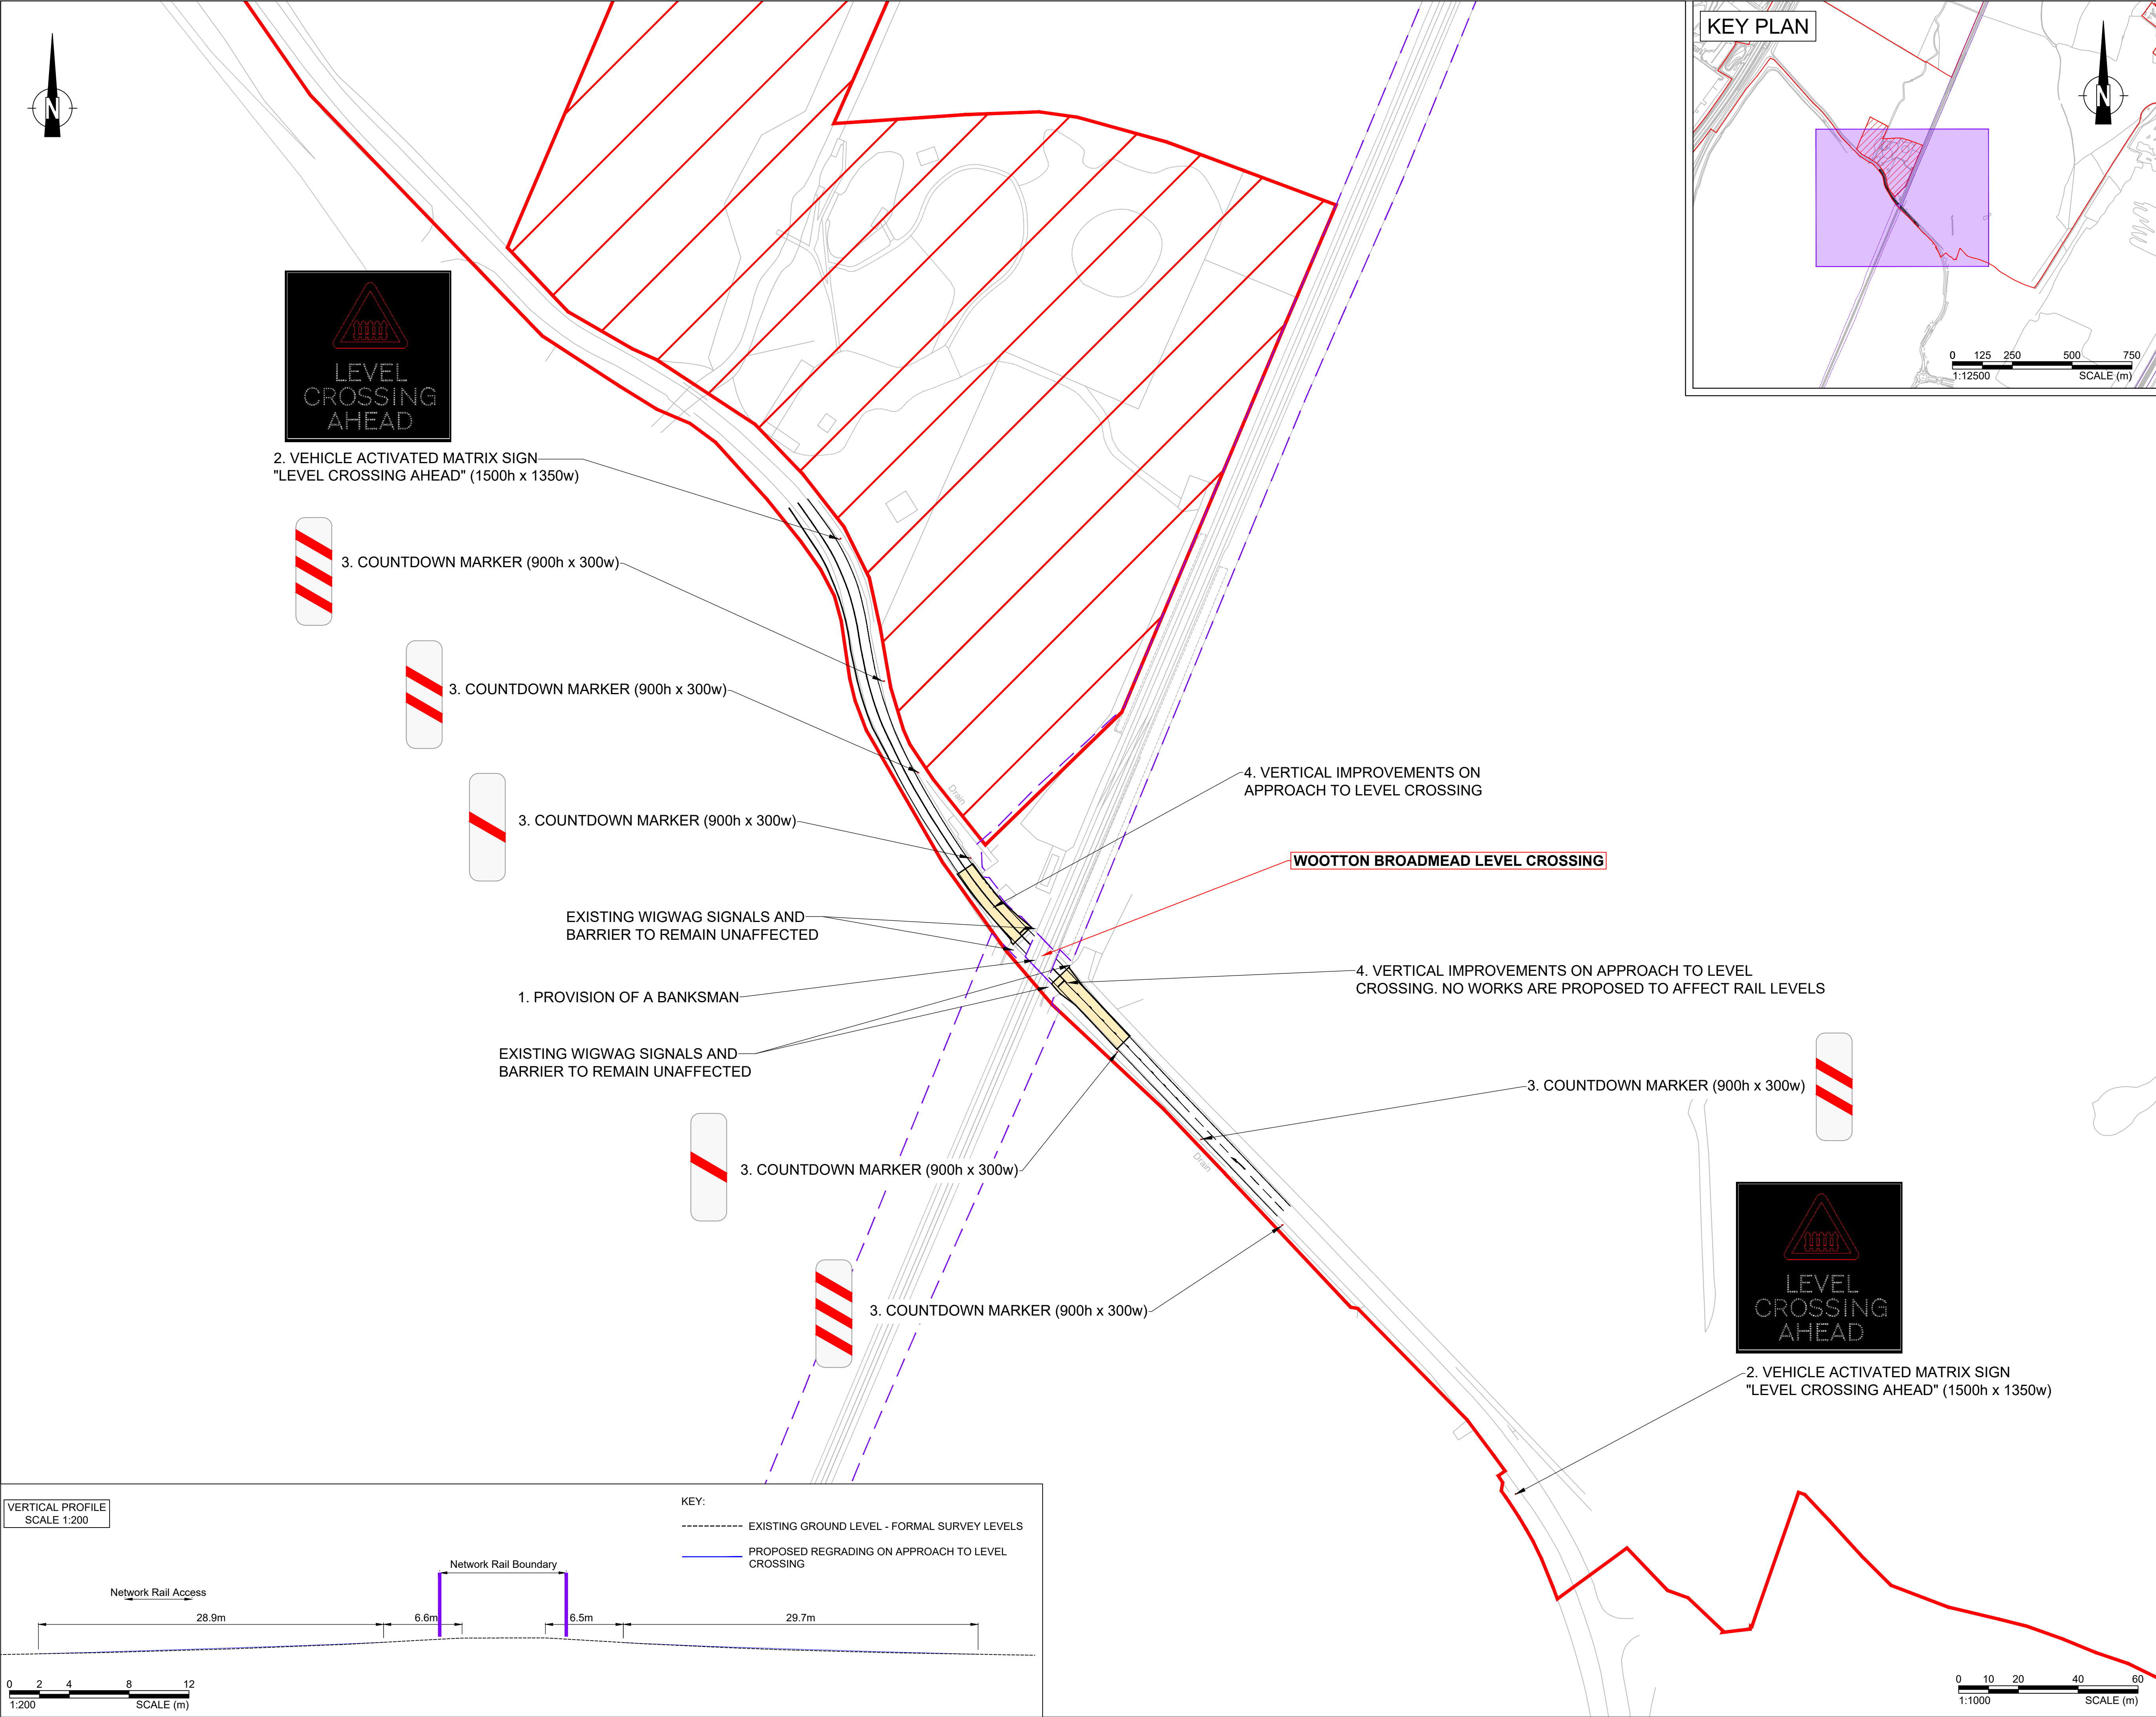 N
KEY PLAN
N
0 125 250 500 750
1:12500 SCALE (m)
LEVEL
CROSSING
AHEAD
2. VEHICLE ACTIVATED MATRIX SIGN
"LEVEL CROSSING AHEAD" (1500h x 1350w)
3. COUNTDOWN MARKER (900h x 300w)
3. COUNTDOWN MARKER (900h x 300w)
Drain
4. VERTICAL IMPROVEMENTS ON
APPROACH TO LEVEL CROSSING
3. COUNTDOWN MARKER (900h x 300w)
WOOTTON BROADMEAD LEVEL CROSSING
EXISTING WIGWAG SIGNALS AND
BARRIER TO REMAIN UNAFFECTED
4. VERTICAL IMPROVEMENTS ON APPROACH TO LEVEL
CROSSING. NO WORKS ARE PROPOSED TO AFFECT RAIL LEVELS
1. PROVISION OF A BANKSMAN
EXISTING WIGWAG SIGNALS AND
BARRIER TO REMAIN UNAFFECTED
3. COUNTDOWN MARKER (900h x 300w)
Drain
3. COUNTDOWN MARKER (900h x 300w)
LEVEL
CROSSING
AHEAD
3. COUNTDOWN MARKER (900h x 300w)
2. VEHICLE ACTIVATED MATRIX SIGN
"LEVEL CROSSING AHEAD" (1500h x 1350w)
VERTICAL PROFILE
SCALE 1:200
KEY:
EXISTING GROUND LEVEL - FORMAL SURVEY LEVELS
PROPOSED REGRADING ON APPROACH TO LEVEL
CROSSING
Network Rail Boundary
Network Rail Access
28.9m 6.6m 6.5m 29.7m
0 2 4 8 12
1:200 SCALE (m)
0 10 20 40 60
1:1000 SCALE (m)